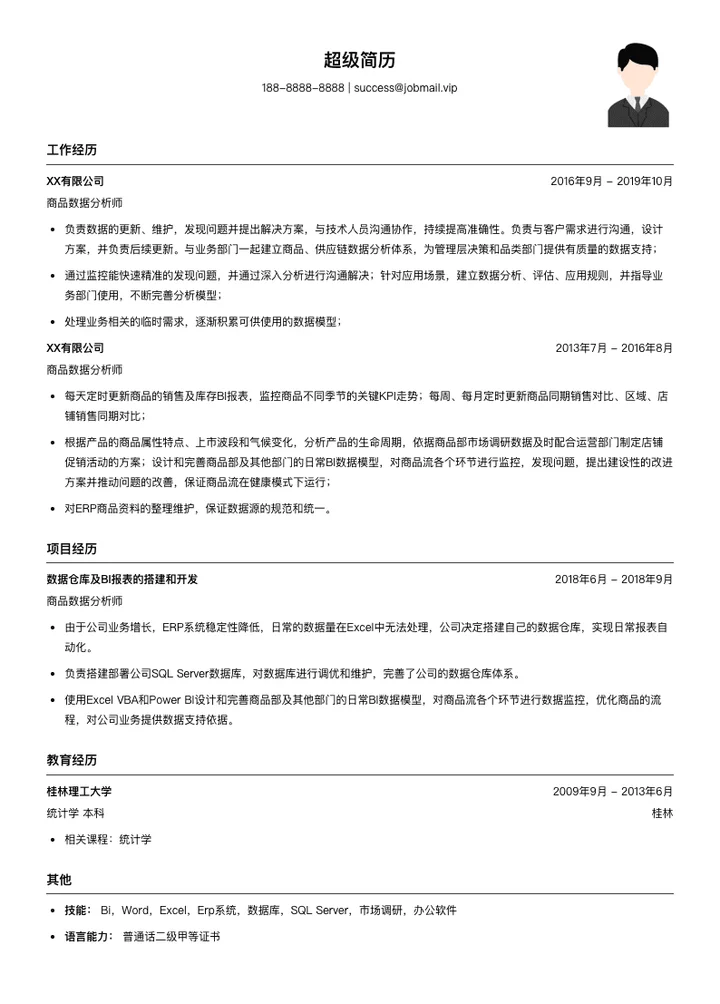 超级简历
188-8888-8888 | success@jobmail.vip
工作经历
XX有限公司 2016年9月 – 2019年10月
商品数据分析师
• 负责数据的更新、维护，发现问题并提出解决方案，与技术人员沟通协作，持续提高准确性。负责与客户需求进行沟通，设计
方案，并负责后续更新。与业务部门一起建立商品、供应链数据分析体系，为管理层决策和品类部门提供有质量的数据支持；
• 通过监控能快速精准的发现问题，并通过深入分析进行沟通解决；针对应用场景，建立数据分析、评估、应用规则，并指导业
务部门使用，不断完善分析模型；
• 处理业务相关的临时需求，逐渐积累可供使用的数据模型；
XX有限公司 2013年7月 – 2016年8月
商品数据分析师
• 每天定时更新商品的销售及库存BI报表，监控商品不同季节的关键KPI走势；每周、每月定时更新商品同期销售对比、区域、店
铺销售同期对比；
• 根据产品的商品属性特点、上市波段和气候变化，分析产品的生命周期，依据商品部市场调研数据及时配合运营部门制定店铺
促销活动的方案；设计和完善商品部及其他部门的日常BI数据模型，对商品流各个环节进行监控，发现问题，提出建设性的改进
方案并推动问题的改善，保证商品流在健康模式下运行；
• 对ERP商品资料的整理维护，保证数据源的规范和统一。
项目经历
数据仓库及BI报表的搭建和开发 2018年6月 – 2018年9月
商品数据分析师
• 由于公司业务增长，ERP系统稳定性降低，日常的数据量在Excel中无法处理，公司决定搭建自己的数据仓库，实现日常报表自
动化。
• 负责搭建部署公司SQL Server数据库，对数据库进行调优和维护，完善了公司的数据仓库体系。
• 使用Excel VBA和Power BI设计和完善商品部及其他部门的日常BI数据模型，对商品流各个环节进行数据监控，优化商品的流
程，对公司业务提供数据支持依据。
教育经历
桂林理工大学 2009年9月 – 2013年6月
统计学 本科 桂林
• 相关课程：统计学
其他
• 技能： Bi，Word，Excel，Erp系统，数据库，SQL Server，市场调研，办公软件
• 语言能力： 普通话二级甲等证书